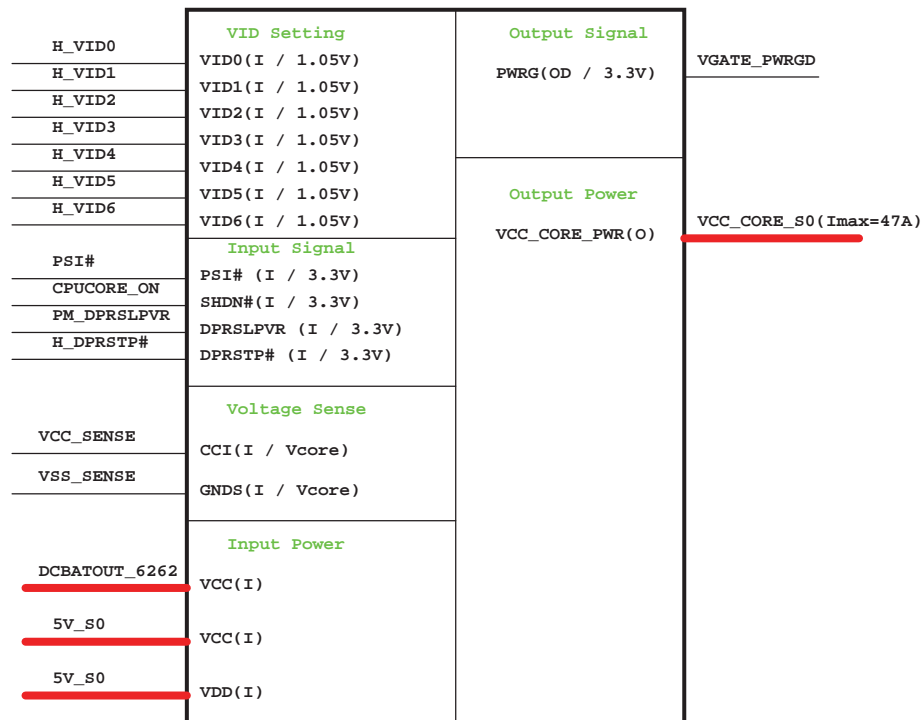 VID Setting
H_VID0
VID0(I / 1.05V)
H_VID1
VID1(I / 1.05V)
H_VID2
VID2(I / 1.05V)
H_VID3
VID3(I / 1.05V)
H_VID4
VID4(I / 1.05V)
H_VID5
VID5(I / 1.05V)
H_VID6
VID6(I / 1.05V)
Input Signal
PSI#
PSI# (I / 3.3V)
CPUCORE_ON
SHDN#(I / 3.3V)
PM_DPRSLPVR
DPRSLPVR (I / 3.3V)
H_DPRSTP#
DPRSTP# (I / 3.3V)
Voltage Sense
VCC_SENSE
CCI(I / Vcore)
VSS_SENSE
GNDS(I / Vcore)
Input Power
DCBATOUT_6262
VCC(I)
5V_S0
VCC(I)
5V_S0
VDD(I)
Output Signal
PWRG(OD / 3.3V)
VGATE_PWRGD
Output Power
VCC_CORE_PWR(O)
VCC_CORE_S0(Imax=47A)